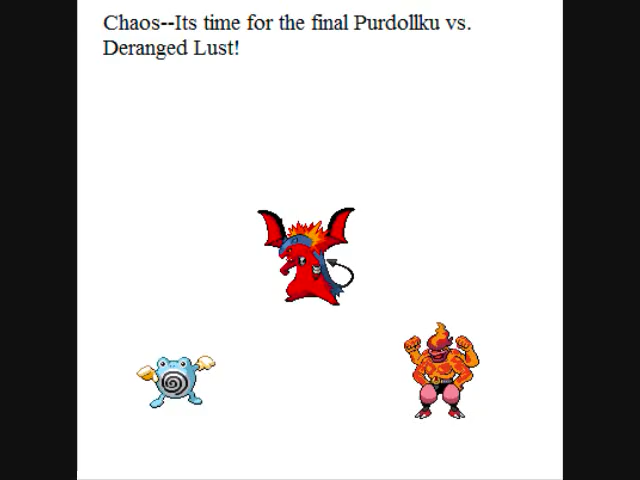 Chaos--Its time for the final Purdollku vs.
Deranged Lust!